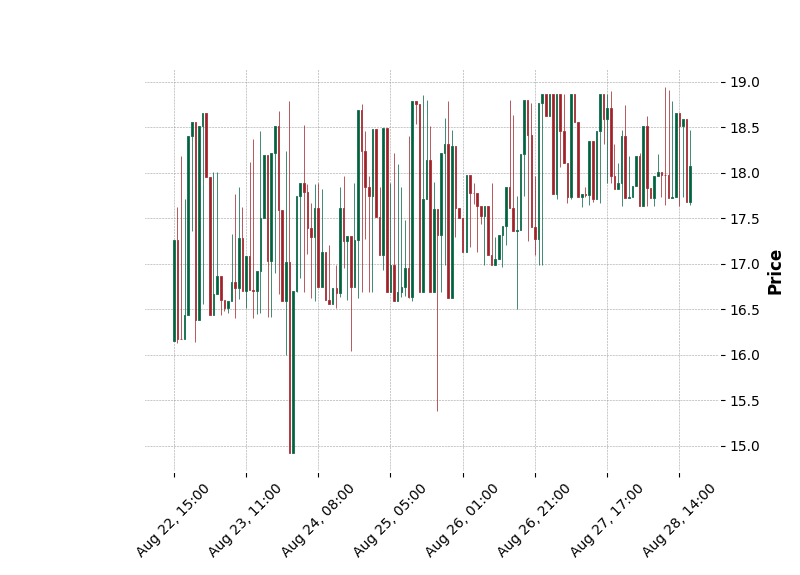 19.0
18.5
18.0
17.5
17.0
16.5
16.0
15.5
15.0
Price
Aug 22, 15:00
Aug 23, 11:00
Aug 24, 08:00
Aug 25, 05:00
Aug 26, 01:00
Aug 26, 21:00
Aug 27, 17:00
Aug 28, 14:00